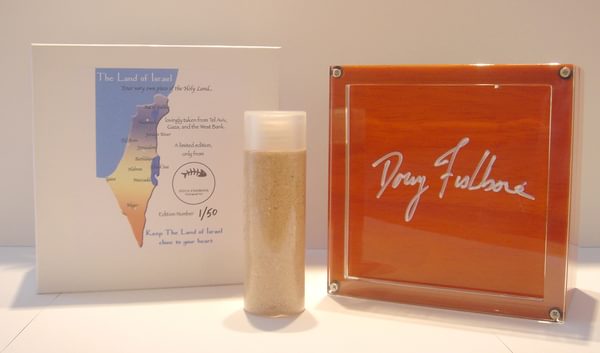 The Land of Israel
Your very own piece of the Holy Land...
lovingly taken from Tel Aviv,
Gaza, and the West Bank.
A limited edition,
only from
Edition Number 1/50
Keep The Land of Israel
close to your heart
Doug Fishbone